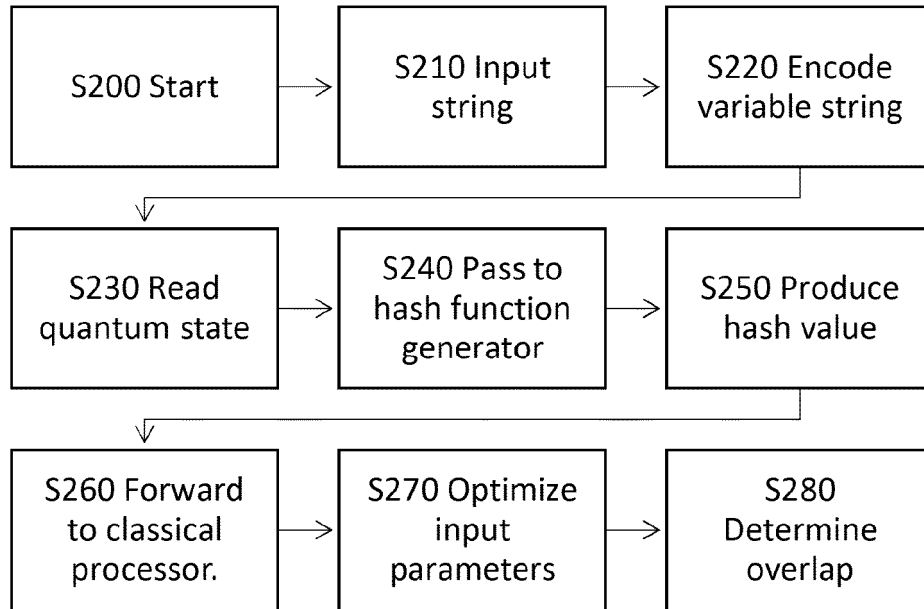 S200 Start
S210 Input
string
S220 Encode
variable string
S230 Read
quantum state
S240 Pass to
hash function
generator
S250 Produce
hash value
S260 Forward
to classical
processor.
S270 Optimize
input
parameters
S280
Determine
overlap